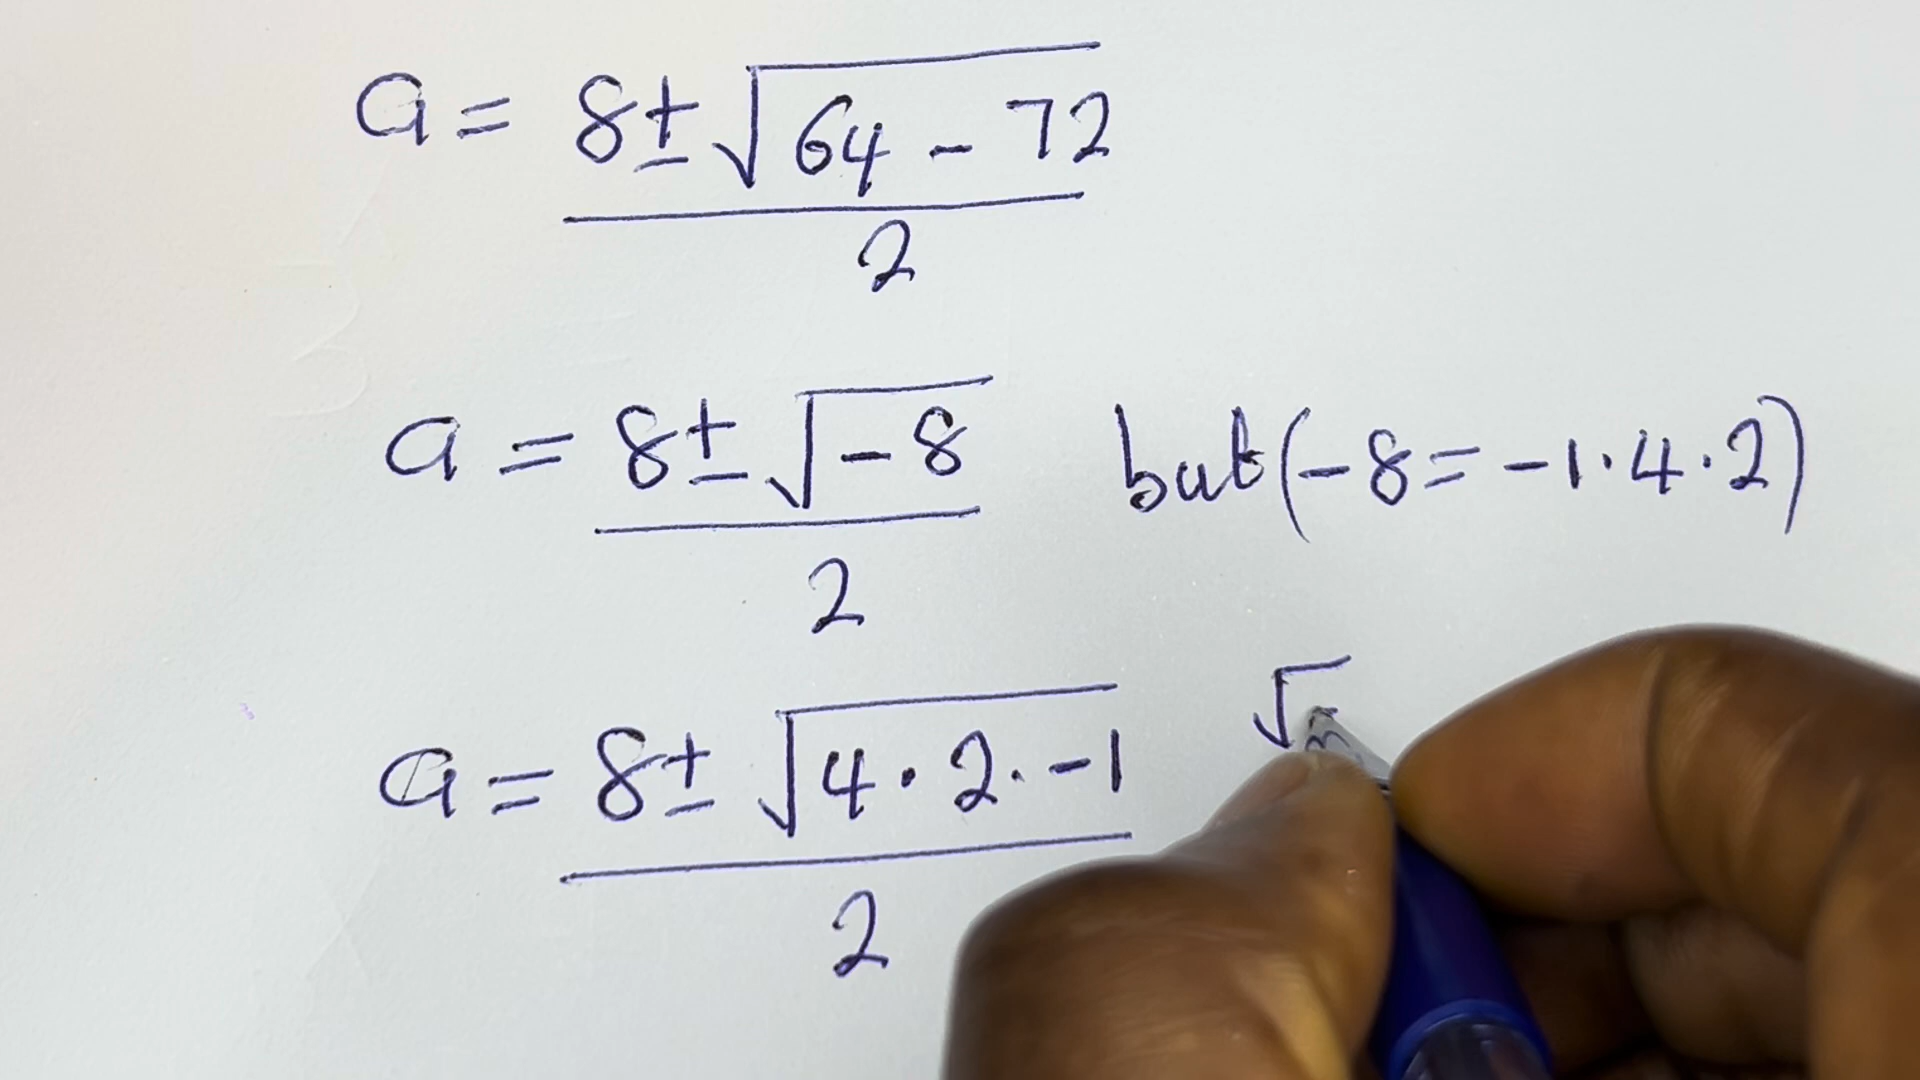 a = 8 ± √64 - 72
2
a = 8 ± √-8 but (-8 = -1 · 4 · 2)
2
a = 8 ± √4 · 2 · -1 √
2